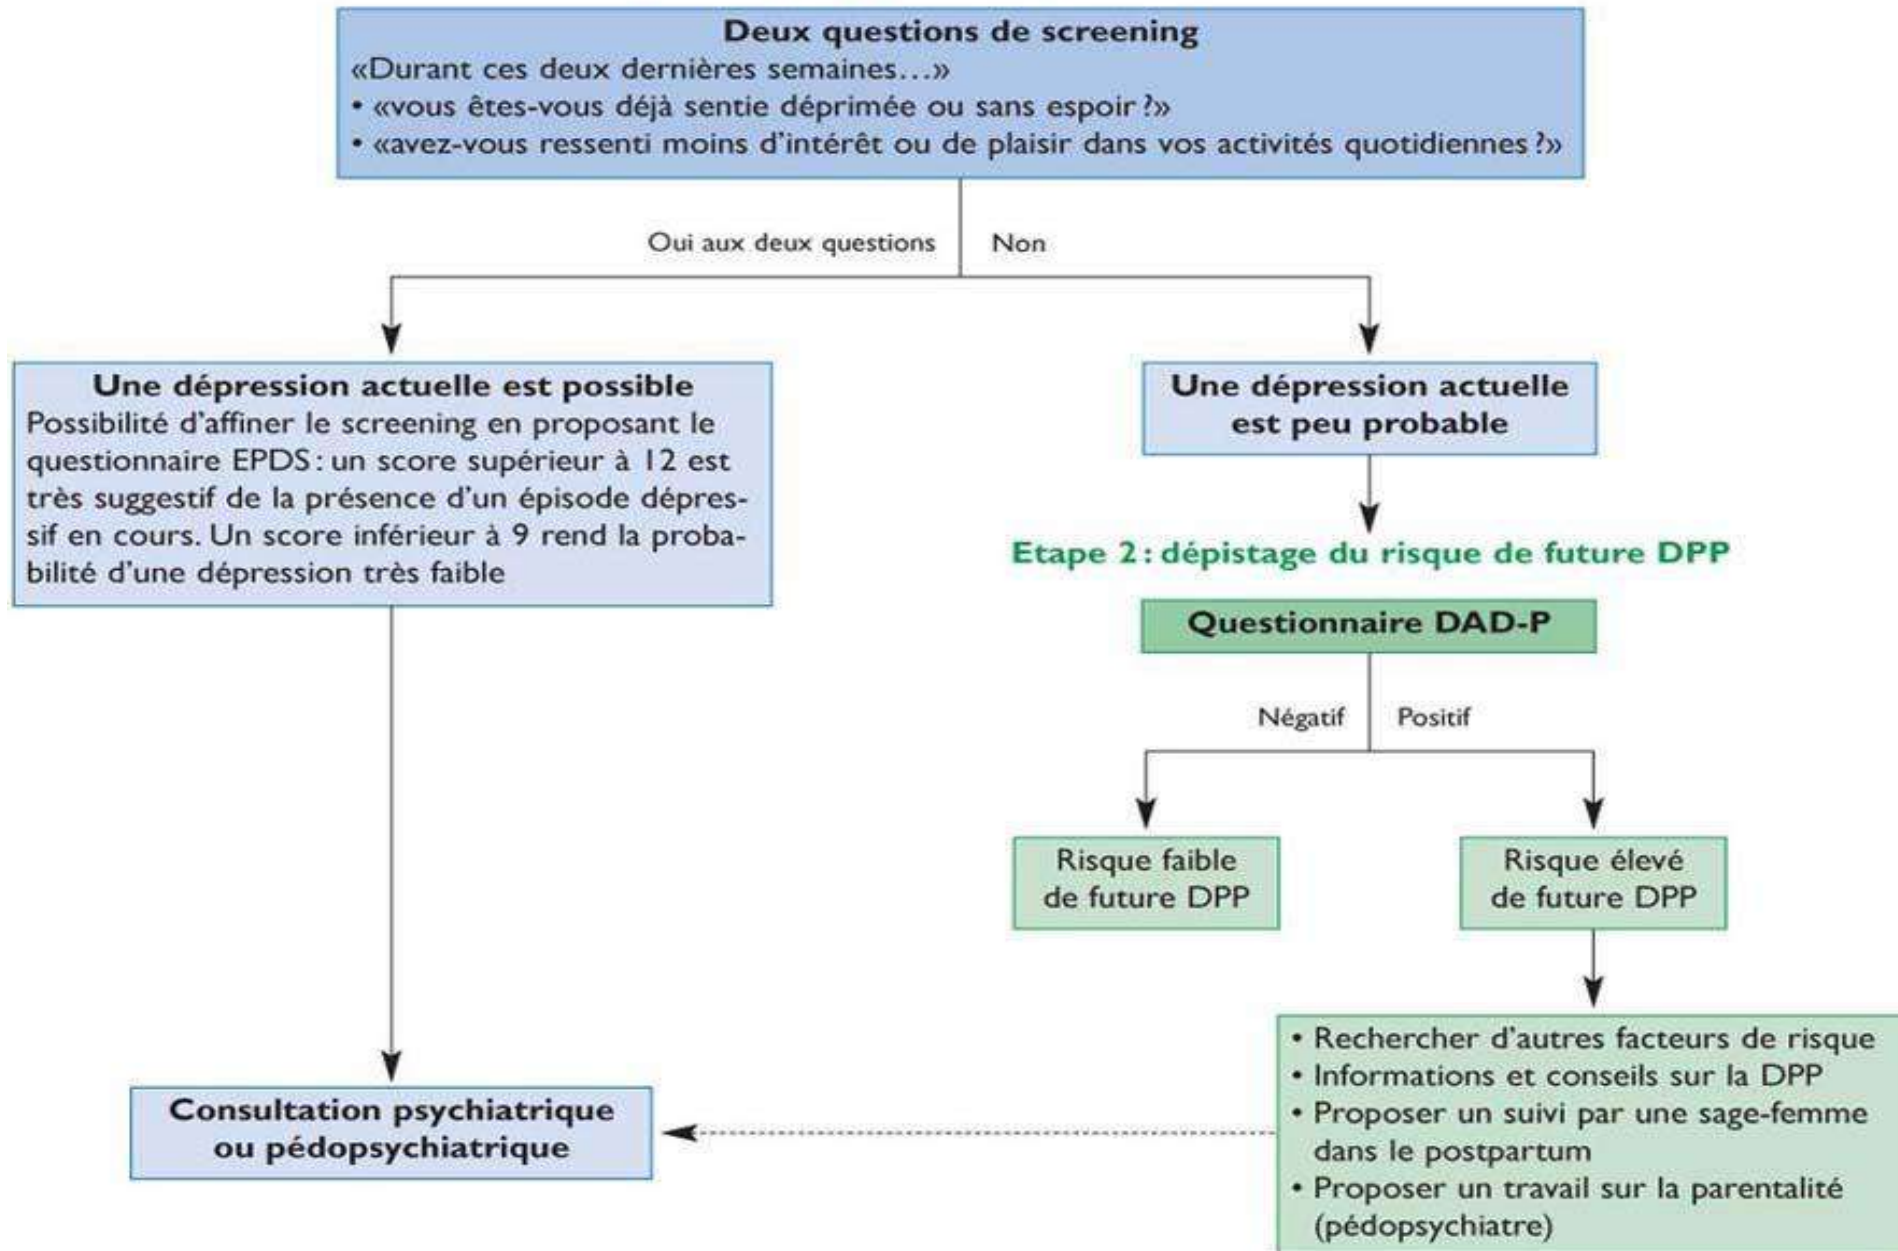 Deux questions de screening
«Durant ces deux dernières semaines…»
• «vous êtes-vous déjà sentie déprimée ou sans espoir ?»
• «avez-vous ressenti moins d'intérêt ou de plaisir dans vos activités quotidiennes ?»
Oui aux deux questions
Non
Une dépression actuelle est possible
Possibilité d'affiner le screening en proposant le
questionnaire EPDS : un score supérieur à 12 est
très suggestif de la présence d'un épisode dépres-
sif en cours. Un score inférieur à 9 rend la proba-
bilité d'une dépression très faible
Une dépression actuelle
est peu probable
Etape 2 : dépistage du risque de future DPP
Questionnaire DAD-P
Négatif
Positif
Risque faible
de future DPP
Risque élevé
de future DPP
• Rechercher d'autres facteurs de risque
• Informations et conseils sur la DPP
• Proposer un suivi par une sage-femme
dans le postpartum
• Proposer un travail sur la parentalité
(pédopsychiatre)
Consultation psychiatrique
ou pédopsychiatrique